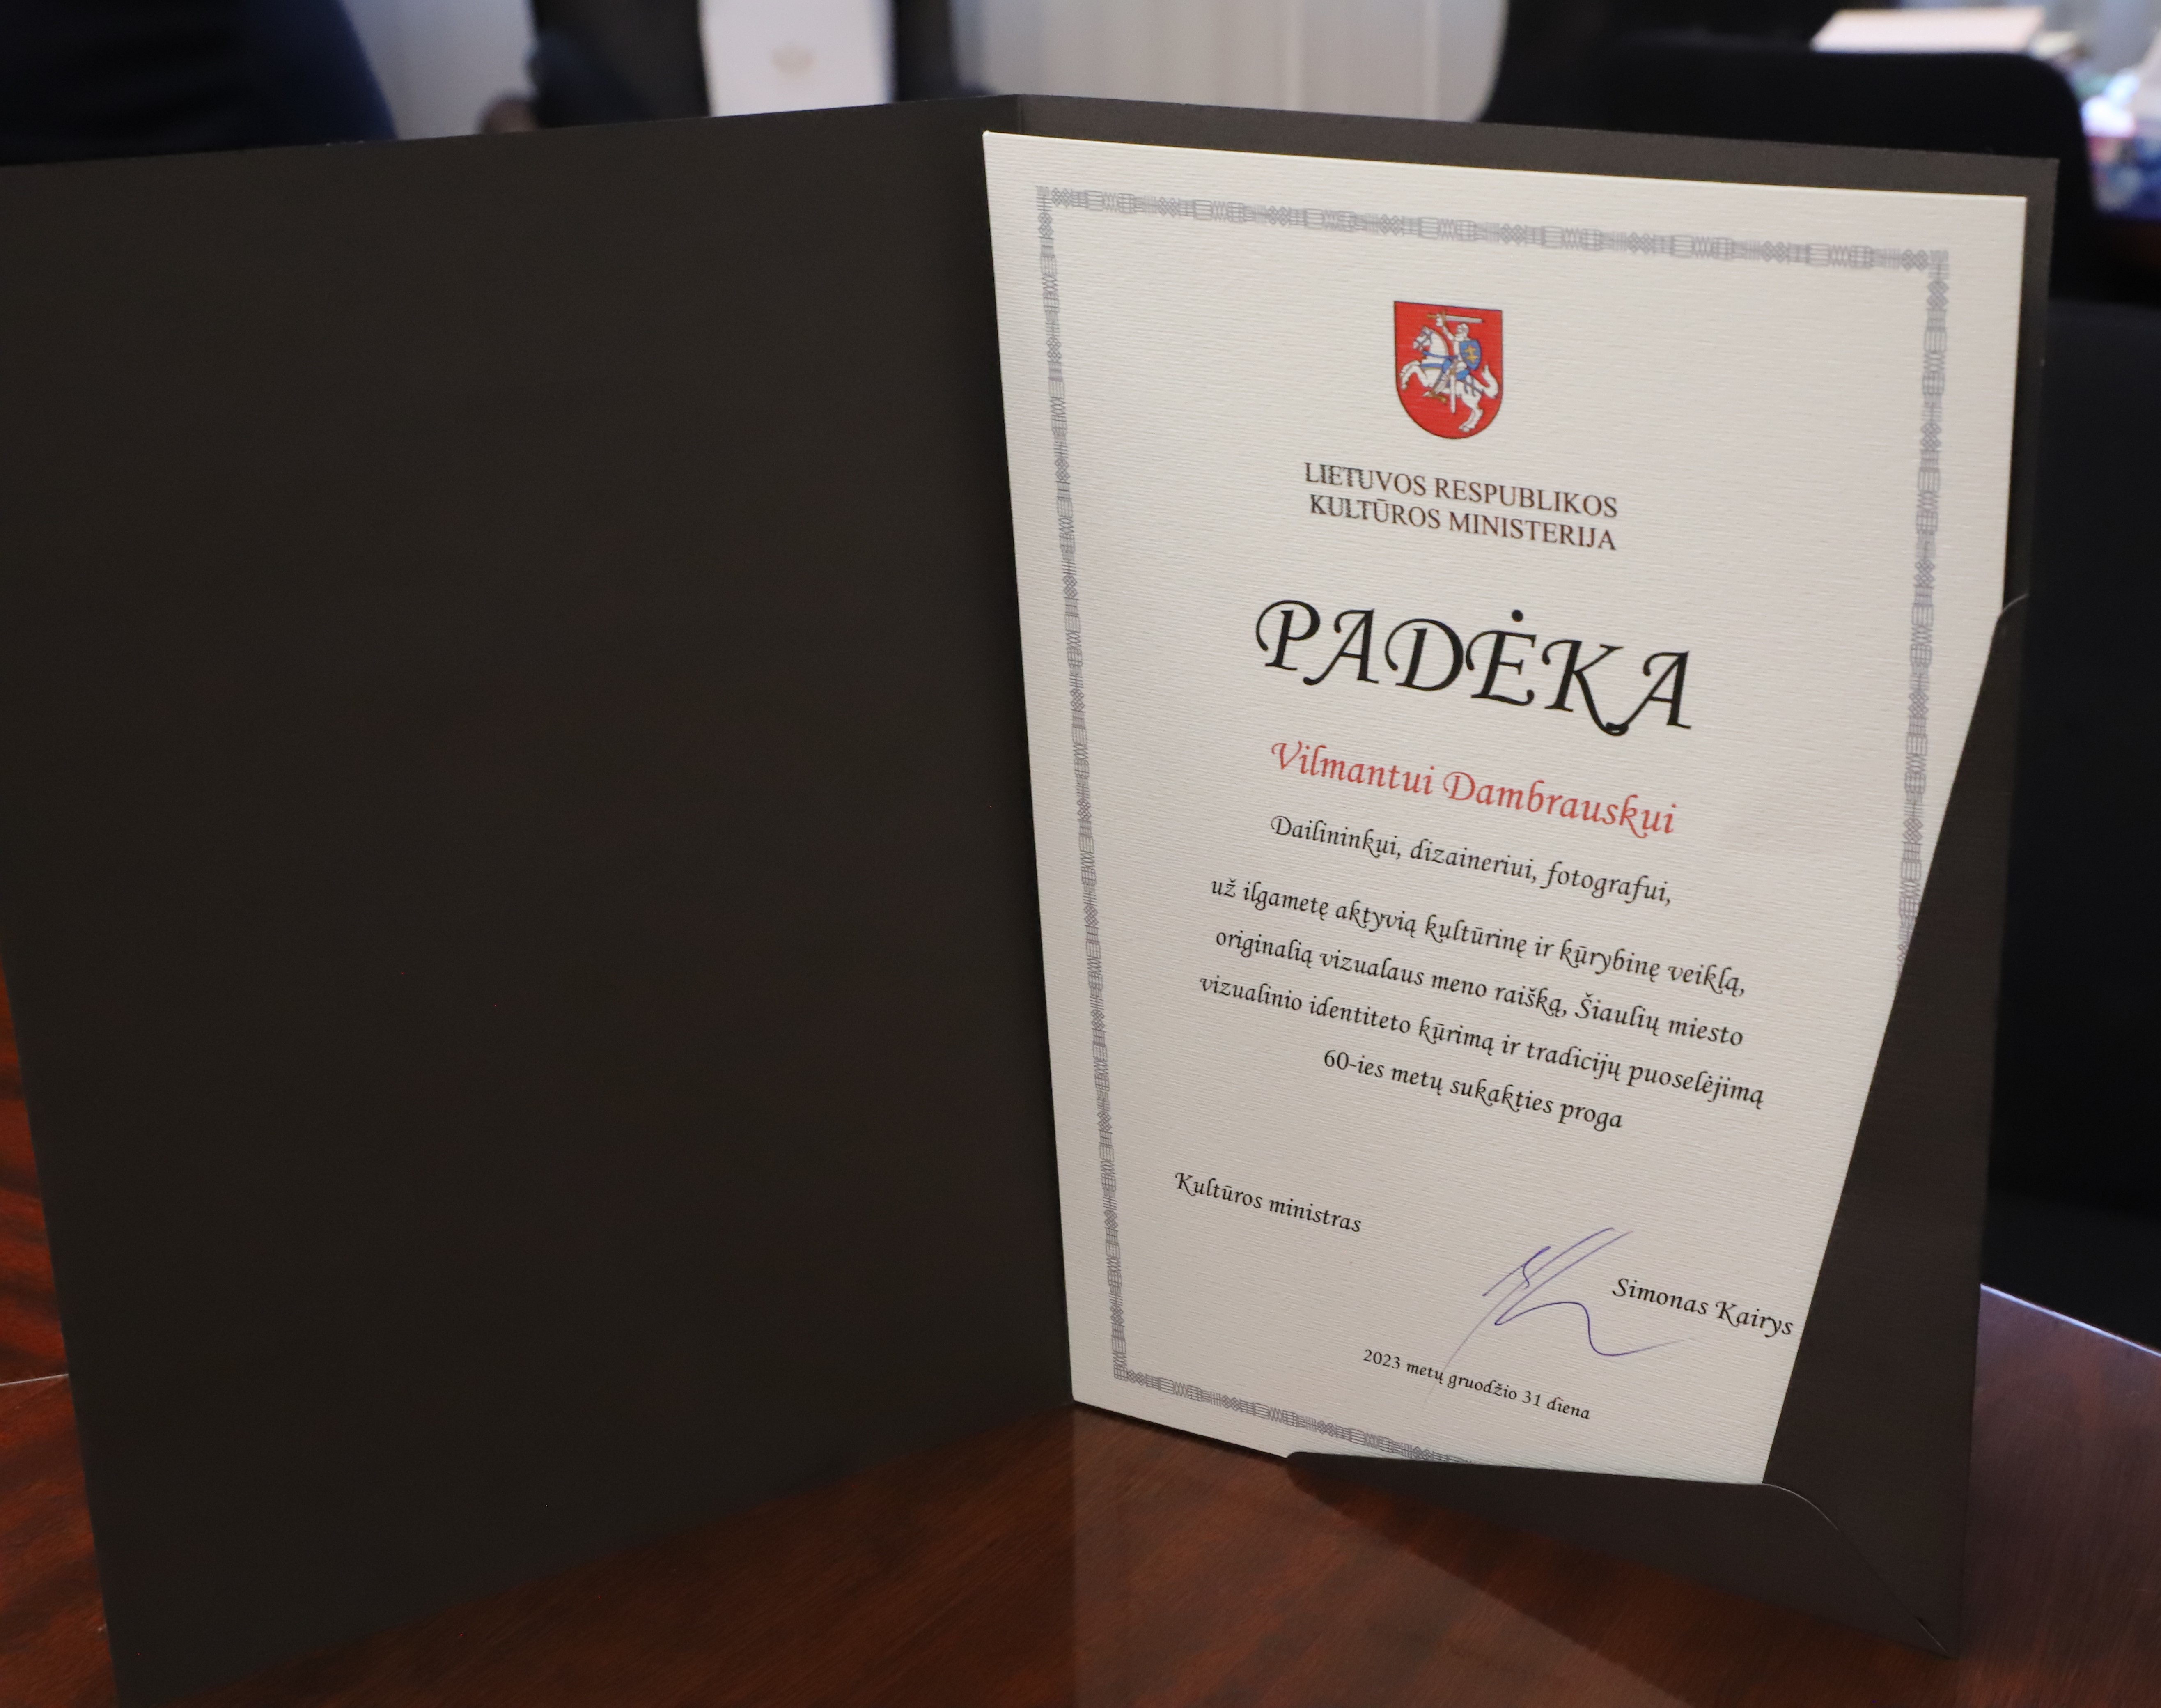 LIETUVOS RESPUBLIKOS
KULTŪROS MINISTERIJA
PADĖKA
Vilmantui Dambrauskui
Dailininkui, dizaineriui, fotografui,
už ilgametę aktyvią kultūrinę ir kūrybinę veiklą,
originalią vizualaus meno raišką, Šiaulių miesto
vizualinio identiteto kūrimą ir tradicijų puoselėjimą
60-ies metų sukakties proga
Kultūros ministras
Simonas Kairys
2023 metų gruodžio 31 diena